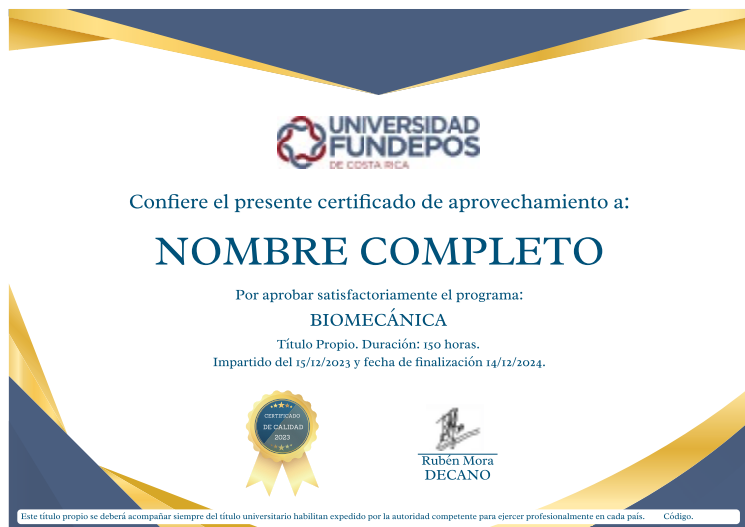 UNIVERSIDAD
FUNDEPOS
DE COSTA RICA
Confiere el presente certificado de aprovechamiento a:
NOMBRE COMPLETO
Por aprobar satisfactoriamente el programa:
BIOMECÁNICA
Título Propio. Duración: 150 horas.
Impartido del 15/12/2023 y fecha de finalización 14/12/2024.
CERTIFICADO
DE CALIDAD
2023
Rubén Mora
DECANO
Este título propio se deberá acompañar siempre del título universitario habilitan expedido por la autoridad competente para ejercer profesionalmente en cada país. Código.